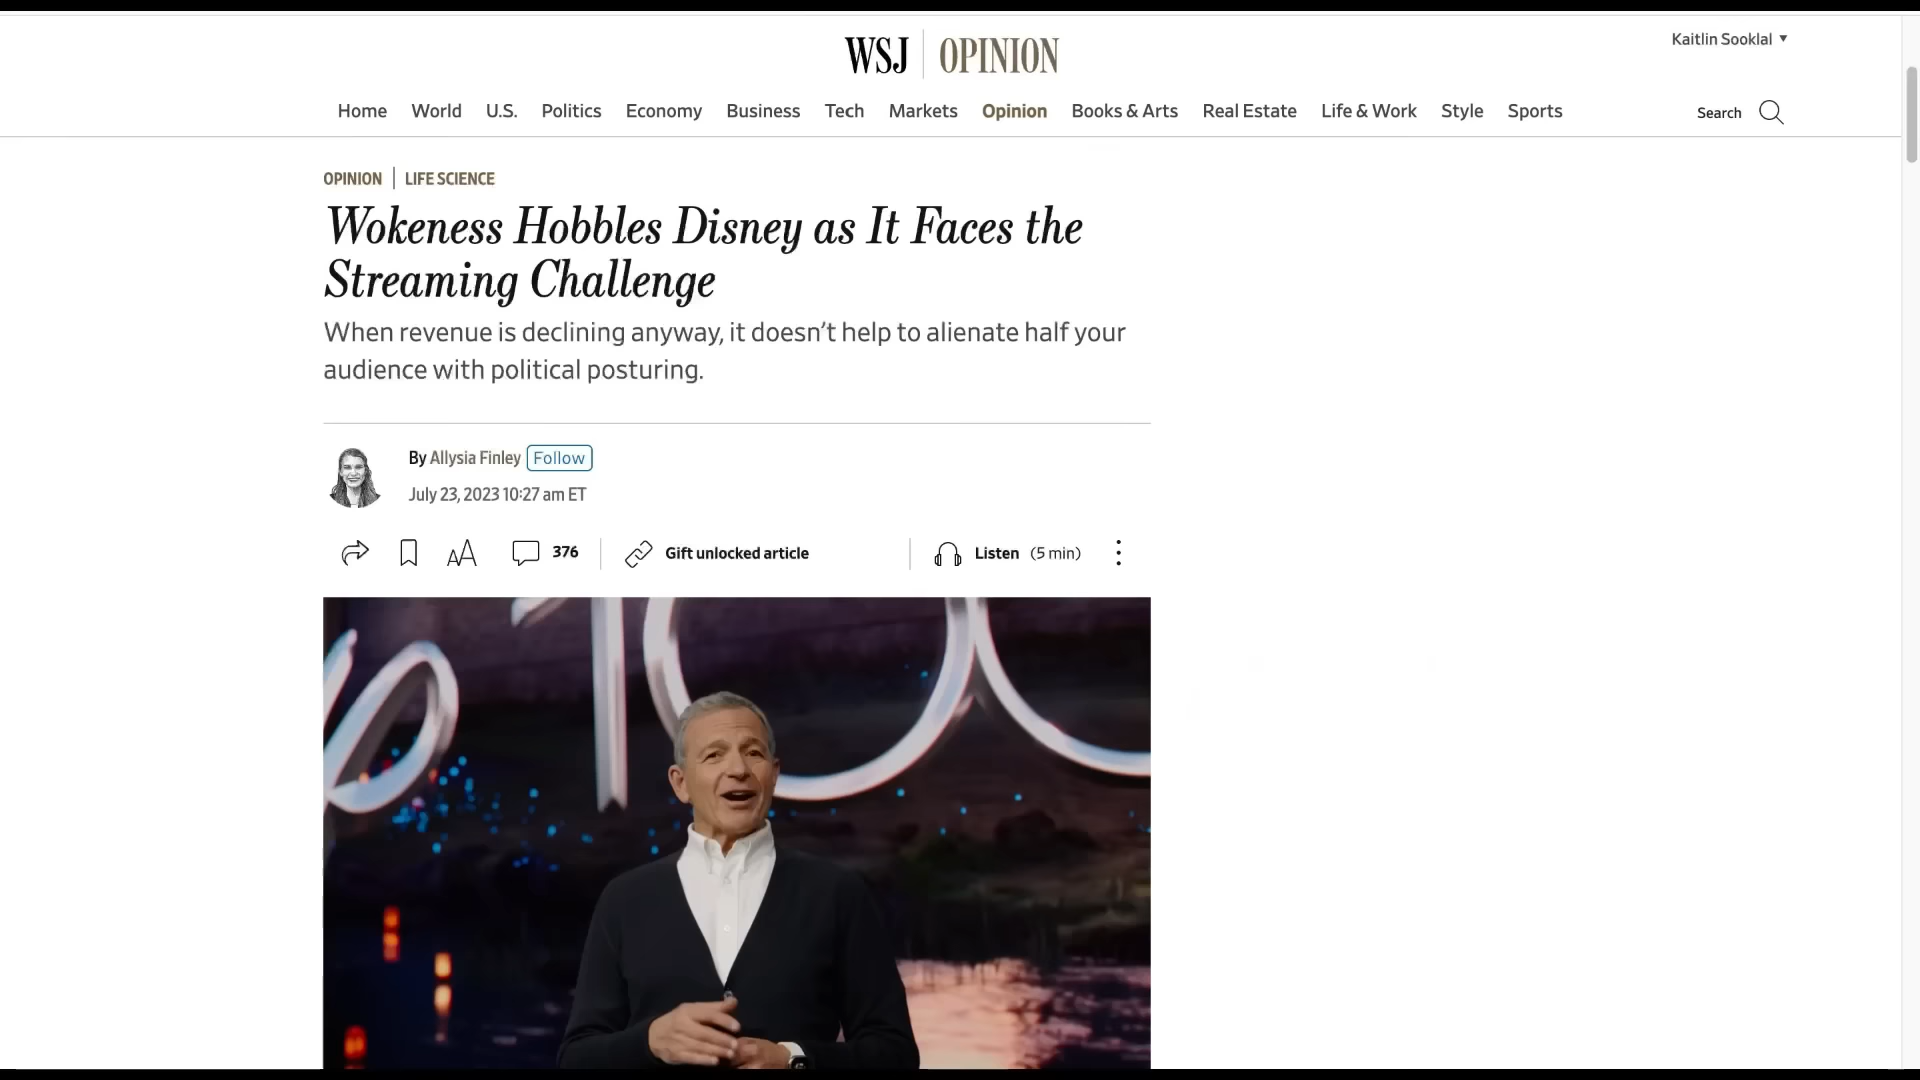 WSJ OPINION
Kaitlin Sooklal
Home World U.S. Politics Economy Business Tech Markets Opinion Books & Arts Real Estate Life & Work Style Sports
Search
OPINION LIFE SCIENCE
Wokeness Hobbles Disney as It Faces the
Streaming Challenge
When revenue is declining anyway, it doesn’t help to alienate half your
audience with political posturing.
By Allysia Finley Follow
July 23, 2023 10:27 am ET
AA 376 Gift unlocked article Listen (5 min)